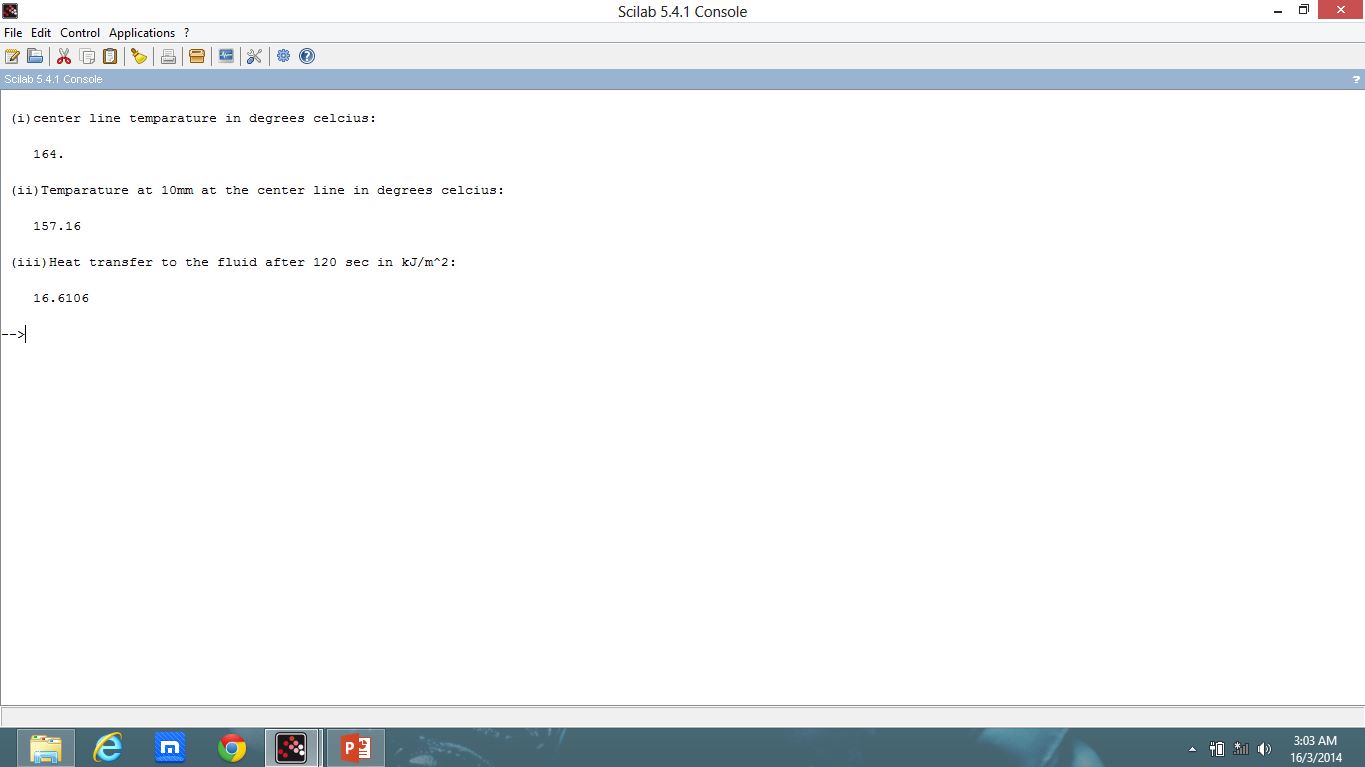 Scilab 5.4.1 Console
File Edit Control Applications ?
Scilab 5.4.1 Console ?
(i)center line temparature in degrees celcius:
164.
(ii)Temparature at 10mm at the center line in degrees celcius:
157.16
(iii)Heat transfer to the fluid after 120 sec in kJ/m^2:
16.6106
-->
3:03 AM
16/3/2014